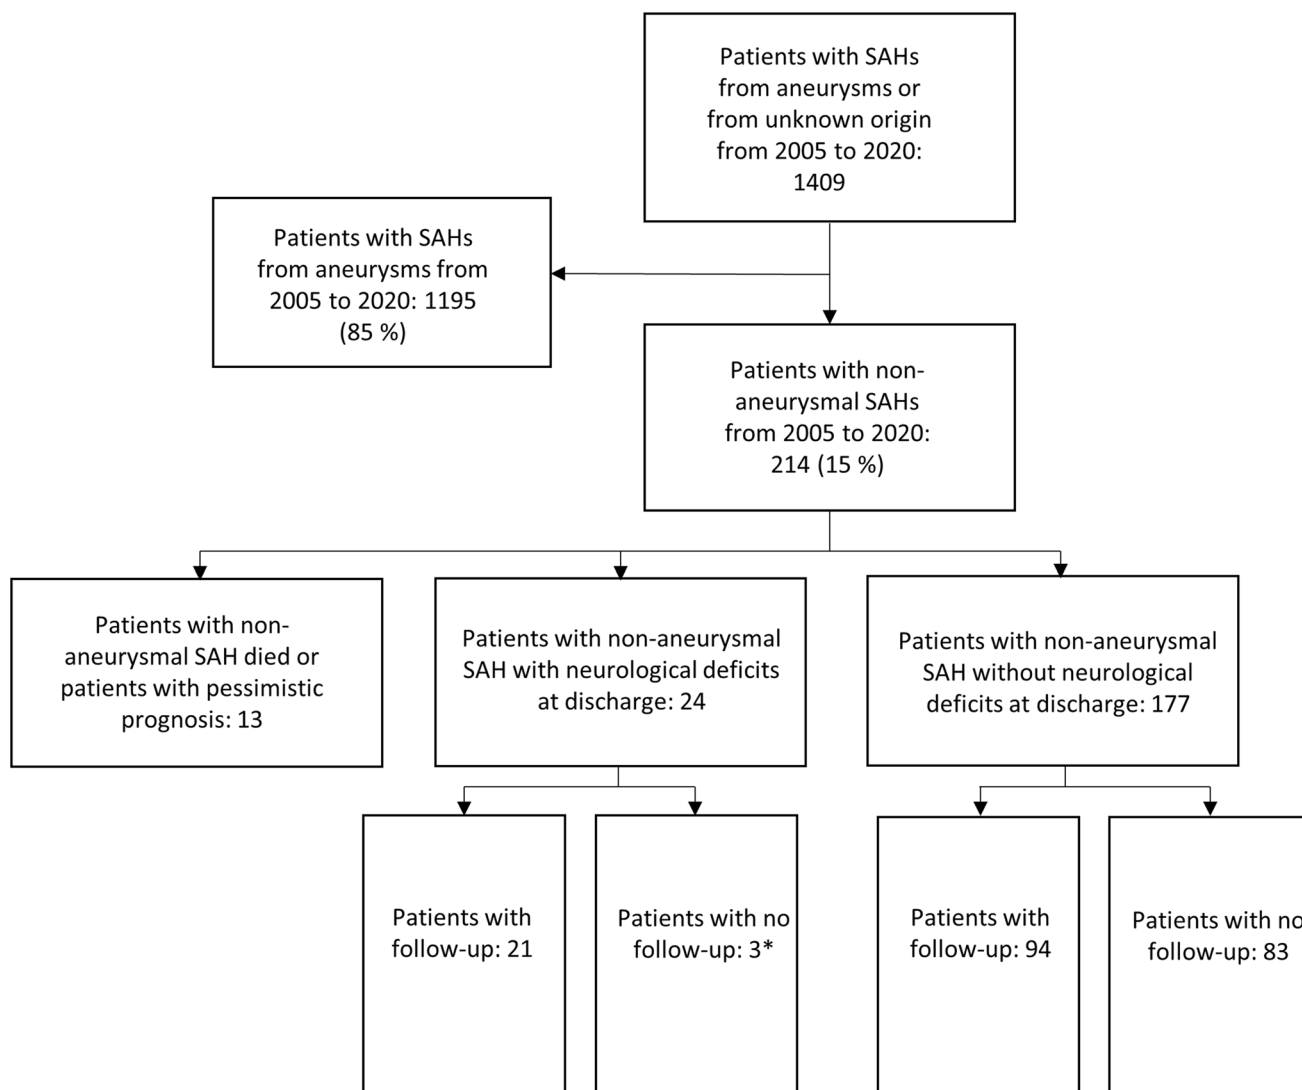 Patients with SAHs
from aneurysms or
from unknown origin
from 2005 to 2020:
1409
Patients with SAHs
from aneurysms from
2005 to 2020: 1195
(85 %)
Patients with non-
aneurysmal SAHs
from 2005 to 2020:
214 (15 %)
Patients with non-
aneurysmal SAH died or
patients with pessimistic
prognosis: 13
Patients with non-aneurysmal
SAH with neurological deficits
at discharge: 24
Patients with non-aneurysmal
SAH without neurological
deficits at discharge: 177
Patients with
follow-up: 21
Patients with no
follow-up: 3*
Patients with
follow-up: 94
Patients with no
follow-up: 83